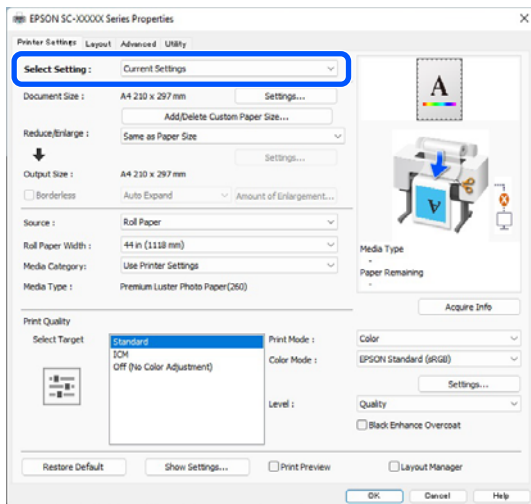 EPSON SC-XXXXX Series Properties
Printer Settings Layout Advanced Utility
Select Setting : Current Settings
Document Size : A4 210 x 297 mm Settings...
Add/Delete Custom Paper Size...
Reduce/Enlarge : Same as Paper Size
Settings...
Output Size : A4 210 x 297 mm
Borderless Auto Expand Amount of Enlargement...
Source : Roll Paper
Roll Paper Width : 44 in (1118 mm)
Media Category: Use Printer Settings
Media Type : Premium Luster Photo Paper(260)
A
A
Media Type
-
Paper Remaining
-
Acquire Info
Print Quality
Select Target
Standard
ICM
Off (No Color Adjustment)
Print Mode : Color
Color Mode : EPSON Standard (sRGB)
Settings...
Level : Quality
Black Enhance Overcoat
Restore Default Show Settings... Print Preview Layout Manager
OK Cancel Help